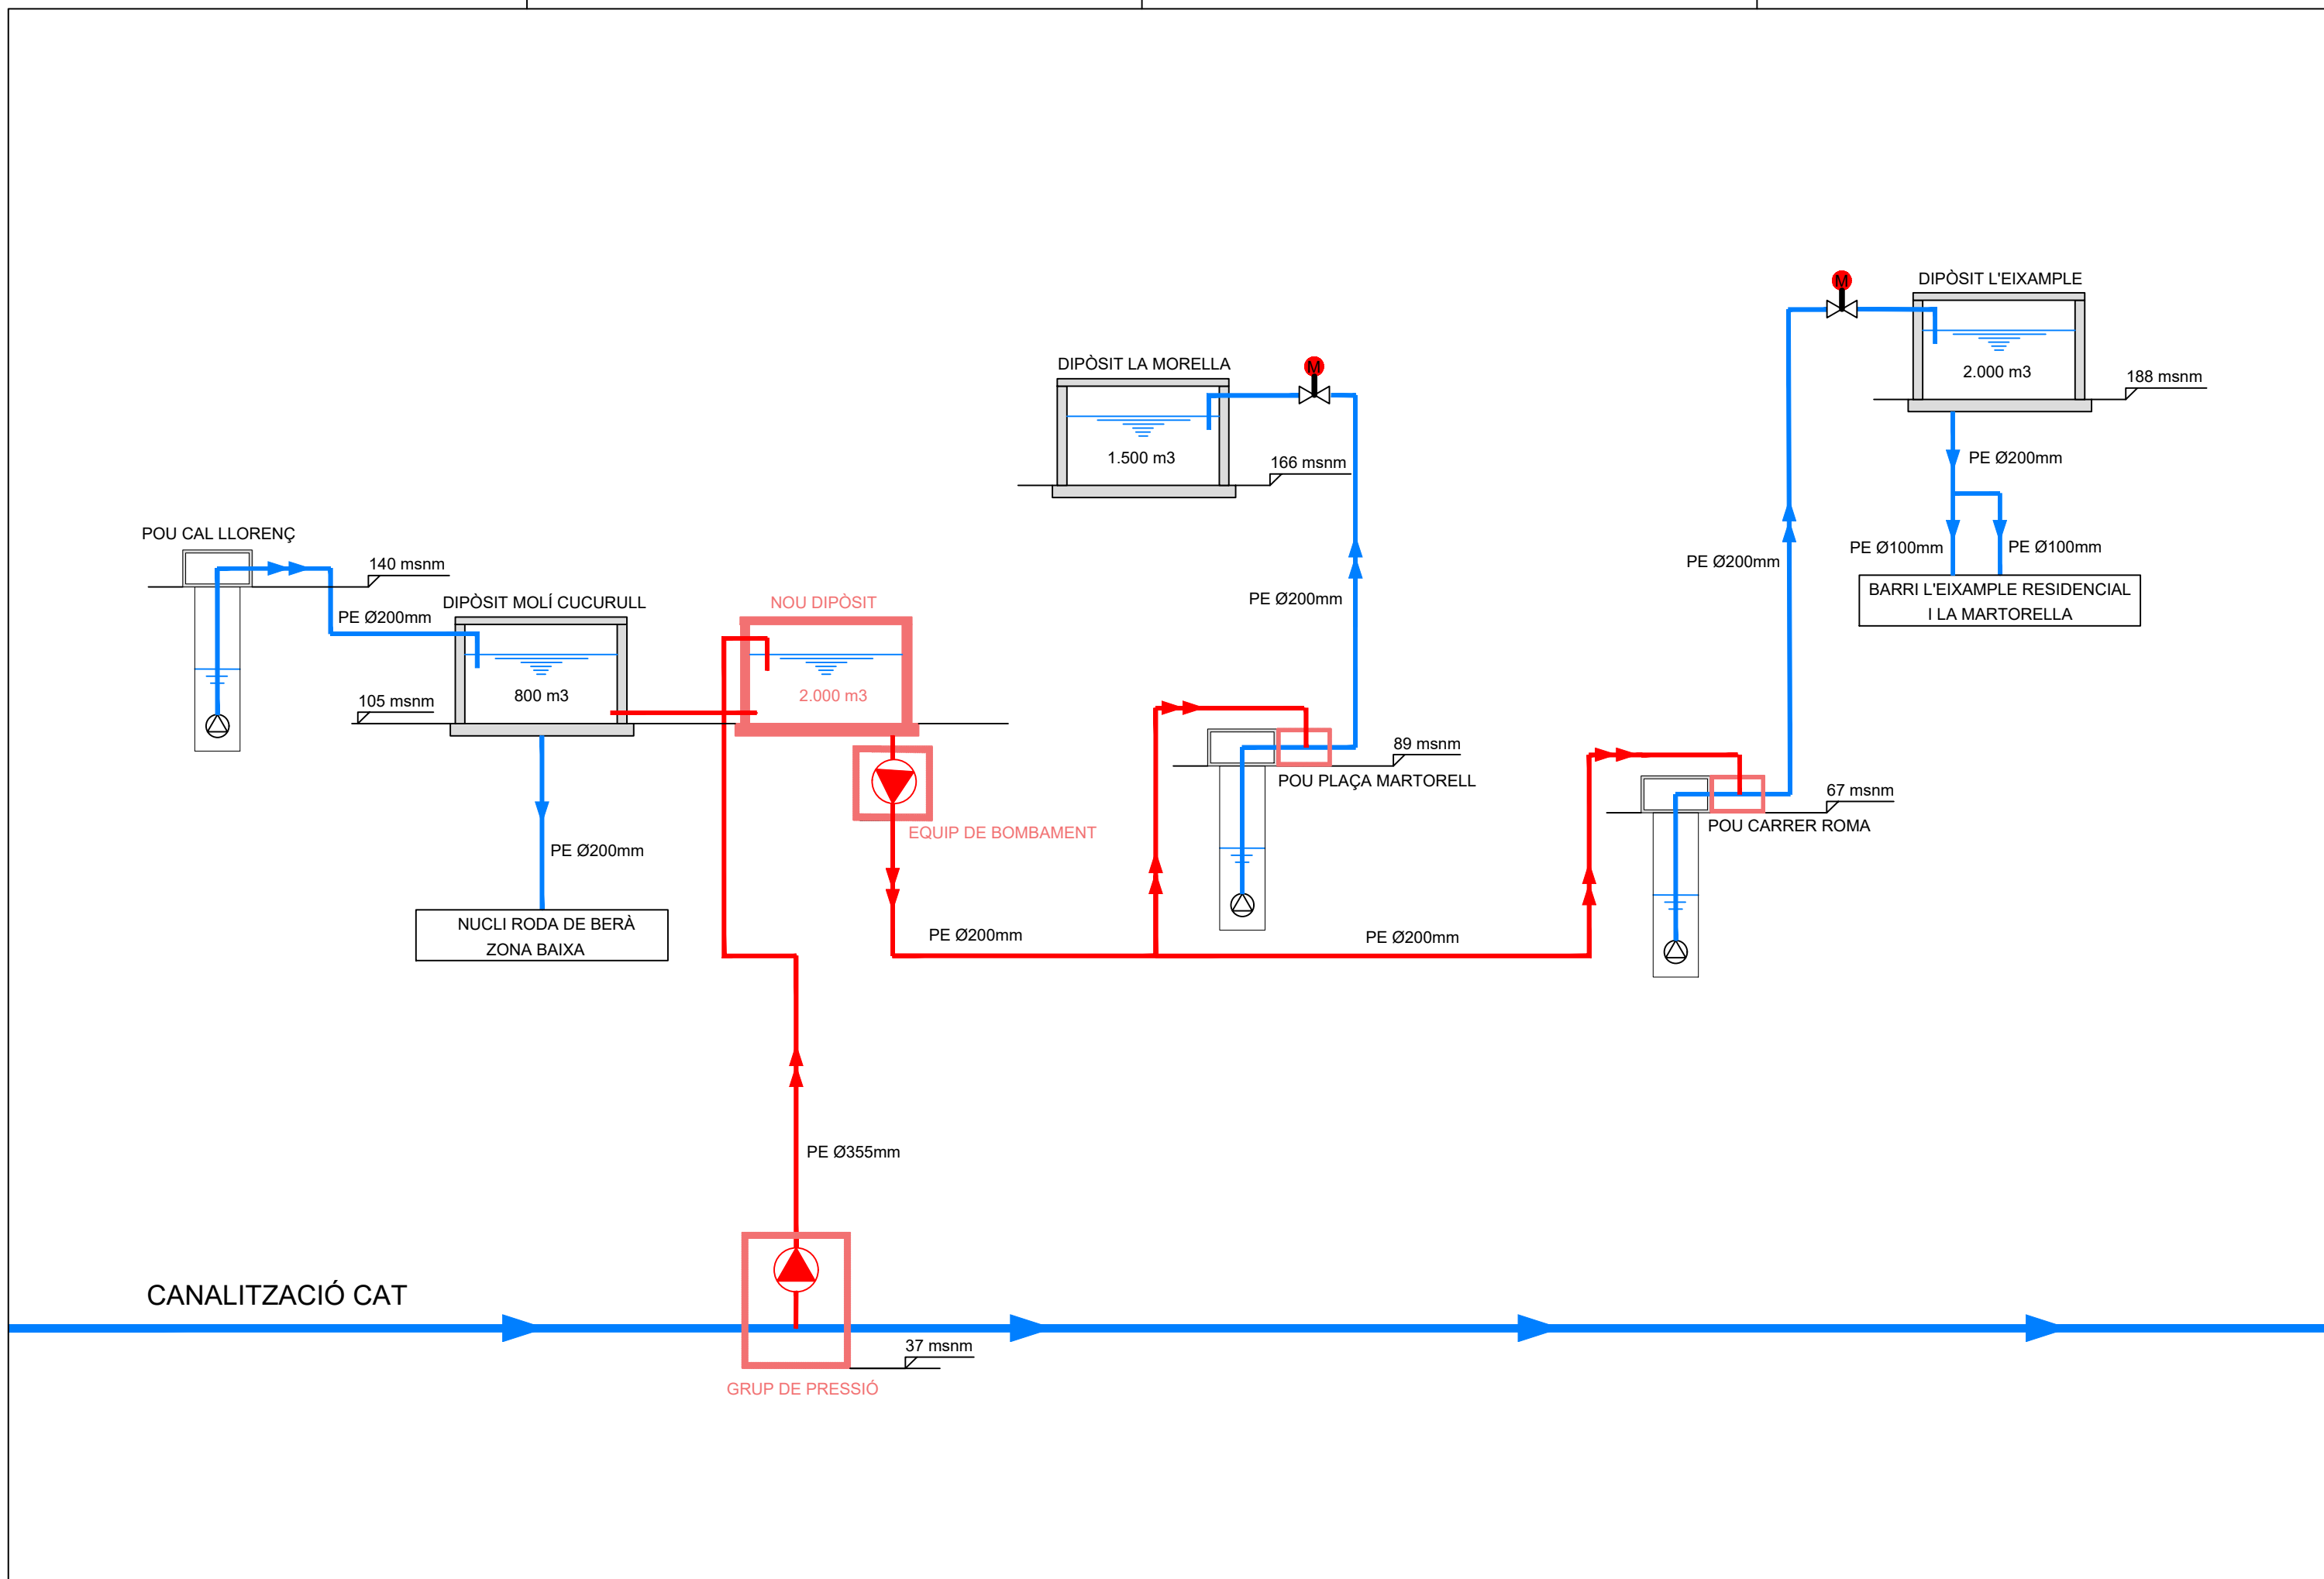 DIPÒSIT L'EIXAMPLE
M
2.000 m3
188 msnm
DIPÒSIT LA MORELLA
M
1.500 m3
166 msnm
PE Ø200mm
POU CAL LLORENÇ
140 msnm
PE Ø200mm
PE Ø100mm
PE Ø100mm
BARRI L'EIXAMPLE RESIDENCIAL
I LA MARTORELLA
DIPÒSIT MOLÍ CUCURULL
NOU DIPÒSIT
PE Ø200mm
PE Ø200mm
800 m3
2.000 m3
105 msnm
89 msnm
POU PLAÇA MARTORELL
67 msnm
POU CARRER ROMA
EQUIP DE BOMBAMENT
PE Ø200mm
NUCLI RODA DE BERÀ
ZONA BAIXA
PE Ø200mm
PE Ø200mm
PE Ø355mm
CANALITZACIÓ CAT
37 msnm
GRUP DE PRESSIÓ